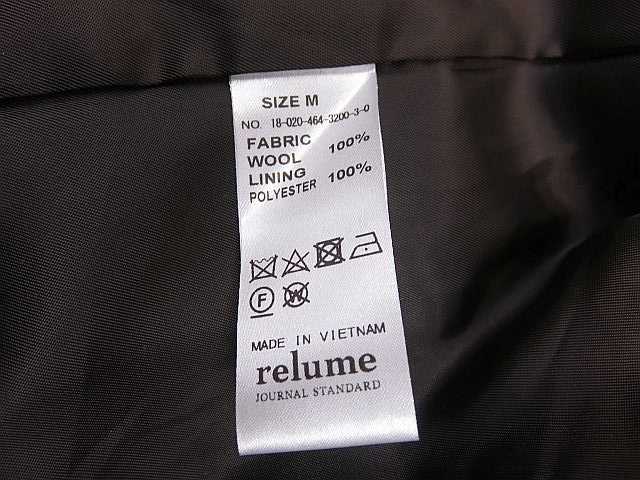 SIZE M
NO. 18-020-464-3200-3-0
FABRIC
WOOL 100%
LINING
POLYESTER 100%
F W
MADE IN VIETNAM
relume
JOURNAL STANDARD